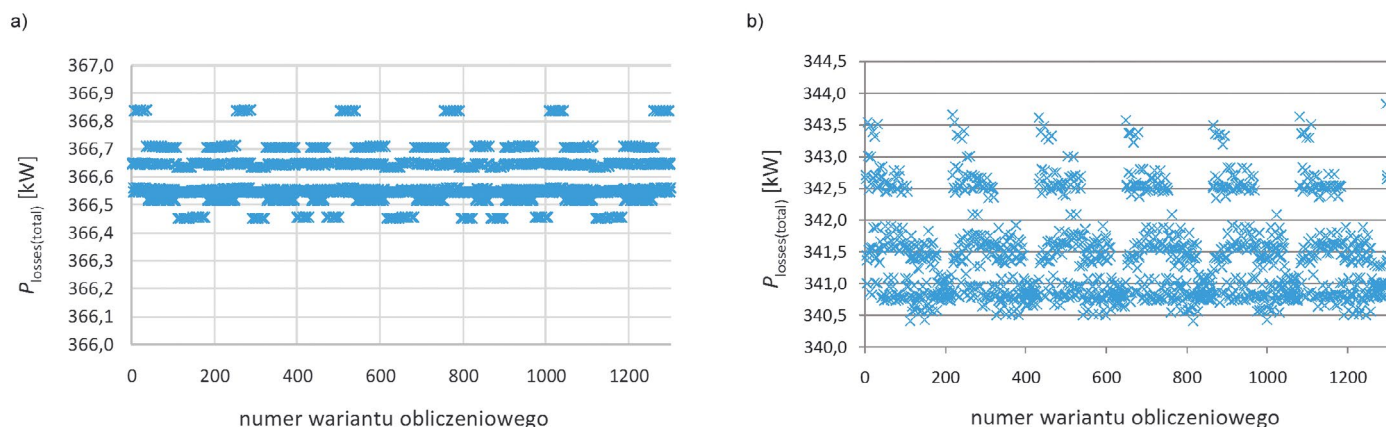 a)
P losses(total) [kW]
367,0
366,9
366,8
366,7
366,6
366,5
366,4
366,3
366,2
366,1
366,0
0 200 400 600 800 1000 1200
numer wariantu obliczeniowego
b)
P losses(total) [kW]
344,5
344,0
343,5
343,0
342,5
342,0
341,5
341,0
340,5
340,0
0 200 400 600 800 1000 1200
numer wariantu obliczeniowego